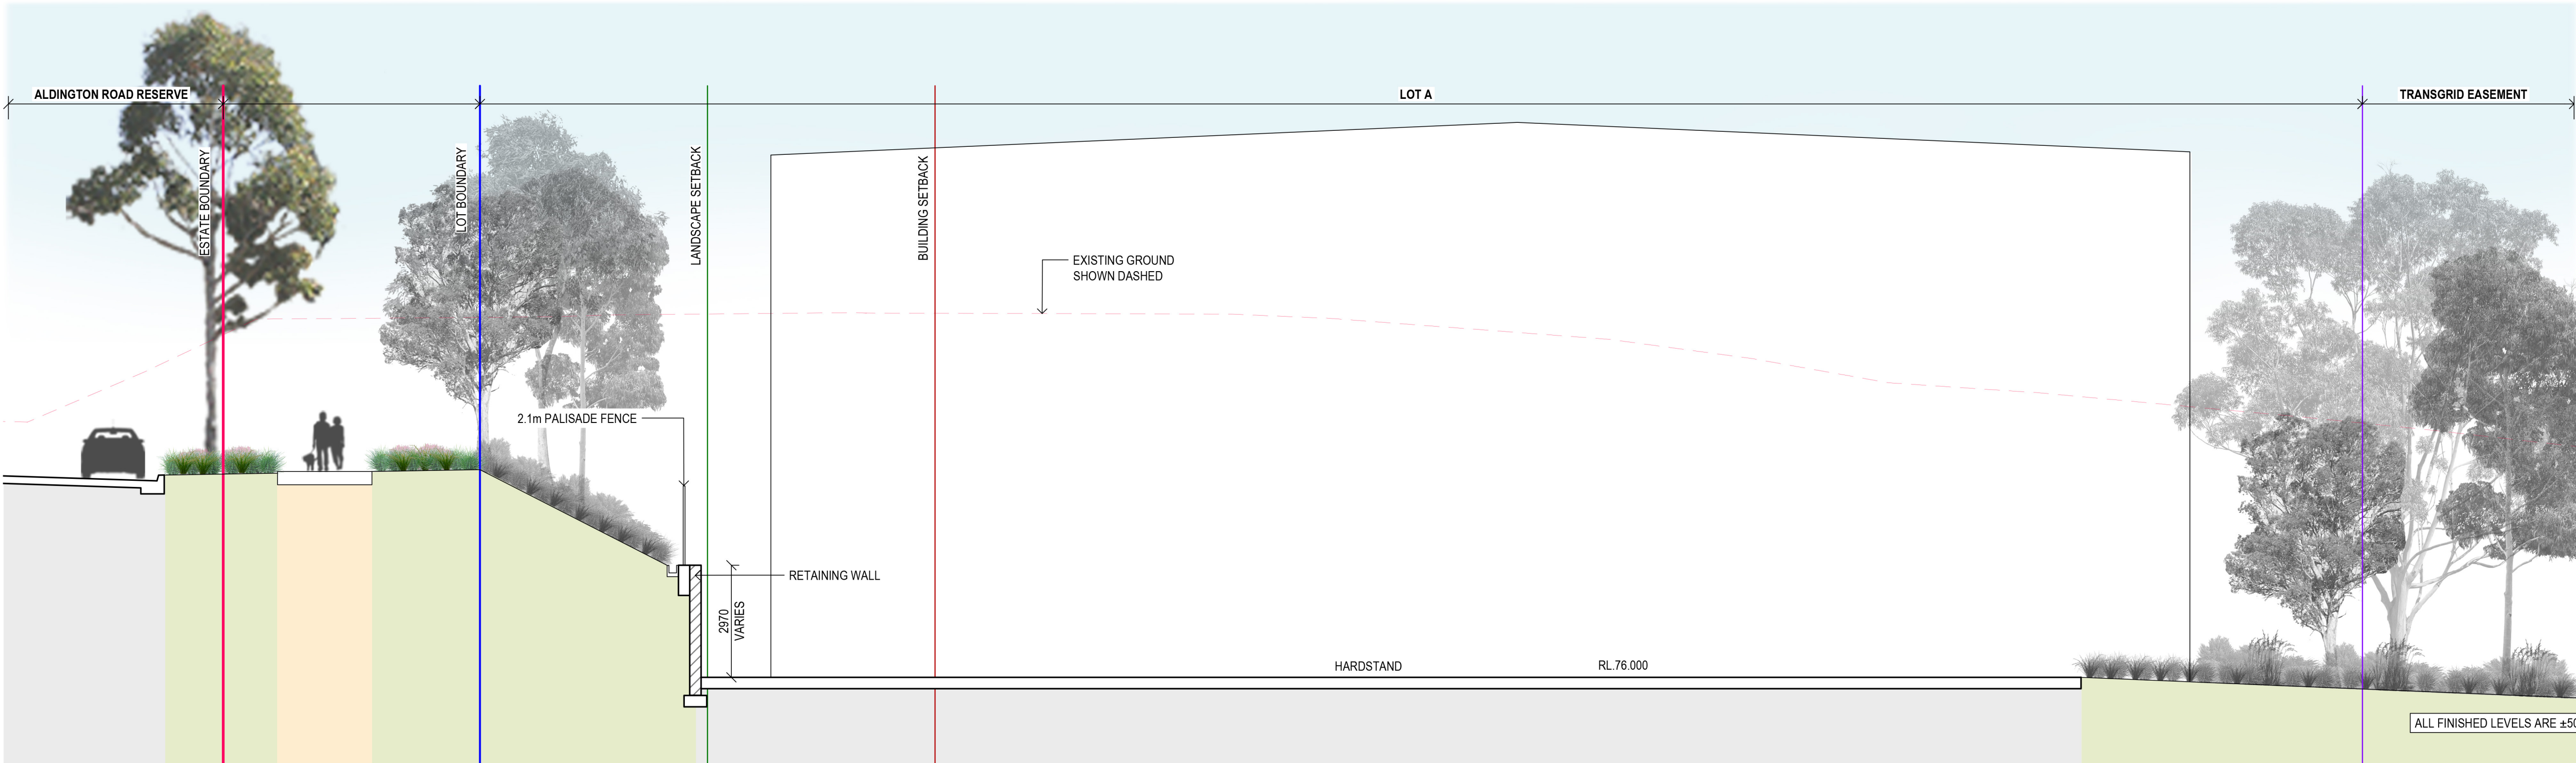 ALDINGTON ROAD RESERVE
LOT A
TRANSGRID EASEMENT
ESTATE BOUNDARY
LOT BOUNDARY
LANDSCAPE SETBACK
BUILDING SETBACK
EXISTING GROUND
SHOWN DASHED
2.1m PALISADE FENCE
RETAINING WALL
2970
VARIES
HARDSTAND
RL.76.000
ALL FINISHED LEVELS ARE